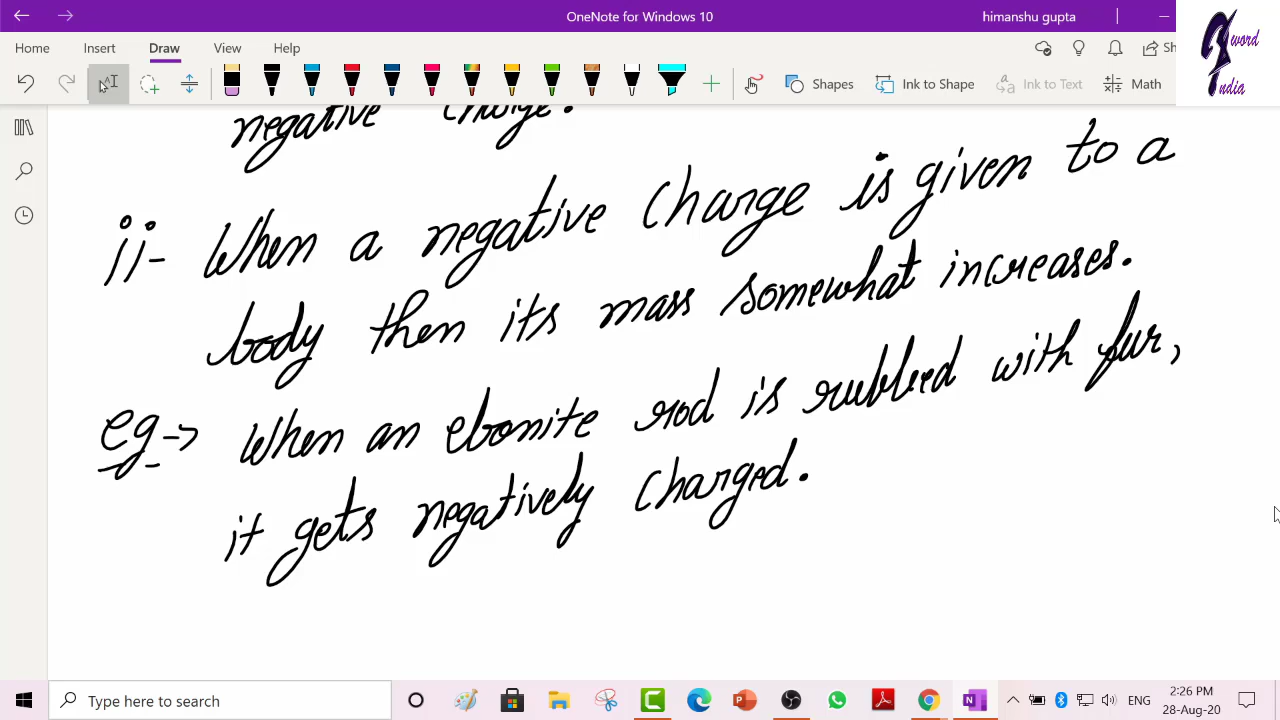 OneNote for Windows 10
himanshu gupta
Home Insert Draw View Help
Sh
Shapes Ink to Shape Ink to Text Math
word
India
negative charge.
ii- When a negative Charge is given to a
body then its mass somewhat increases.
eg-> When an ebonite rod is rubbed with fur,
it gets negatively Charged.
Type here to search
2:26 PM
28-Aug-20